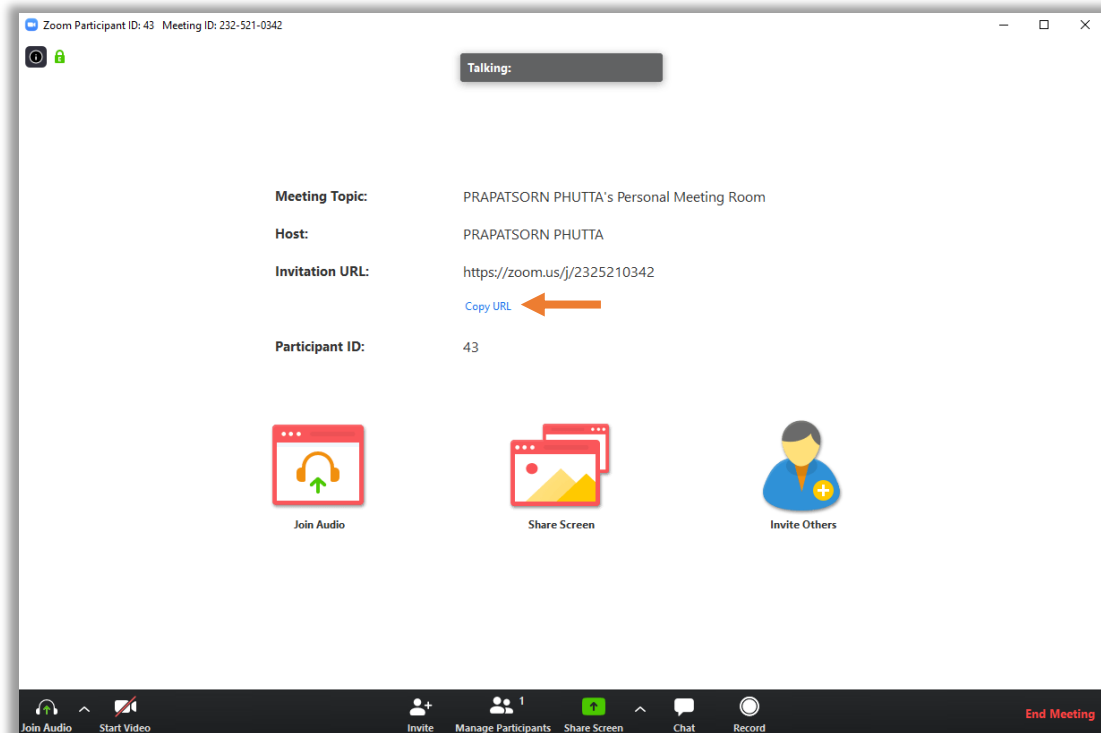 Zoom Participant ID: 43 Meeting ID: 232-521-0342
Talking:
Meeting Topic: PRAPATSORN PHUTTA's Personal Meeting Room
Host: PRAPATSORN PHUTTA
Invitation URL: https://zoom.us/j/2325210342
Copy URL
Participant ID: 43
Join Audio Share Screen Invite Others
1
Join Audio Start Video Invite Manage Participants Share Screen Chat Record End Meeting